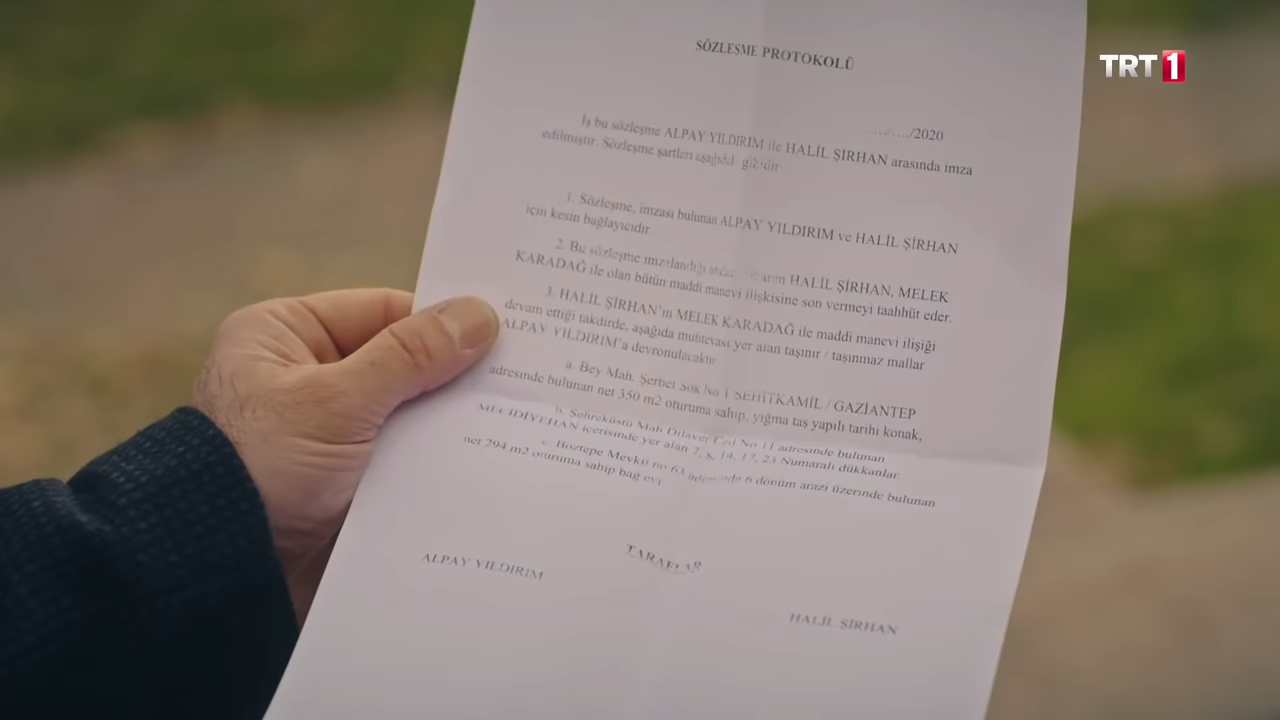 TRT 1
SÖZLEŞME PROTOKOLÜ
..../..../2020
İş bu sözleşme ALPAY YILDIRIM ile HALİL ŞİRHAN arasında imza
edilmiştir. Sözleşme şartları aşağıda gibidir
1. Sözleşme, imzası bulunan ALPAY YILDIRIM ve HALİL ŞİRHAN
için kesin bağlayıcıdır
2. Bu sözleşme imzalandığı HALİL ŞİRHAN, MELEK
KARADAĞ ile olan bütün maddi manevi ilişkisine son vermeyi taahhüt eder.
3. HALİL ŞİRHAN'ın MELEK KARADAĞ ile maddi manevi ilişiği
devam ettiği takdirde, aşağıda muhtevası yer alan taşınır / taşınmaz mallar
ALPAY YILDIRIM'a devronulacaktır
a. Bey Mah. Şerbet Sok No 1 ŞEHİTKAMİL / GAZİANTEP
adresinde bulunan net 350 m2 oturuma sahip, yığma taş yapılı tarihi konak,
b. Şehreküstü Mah Dilaver Cad No 11 adresinde bulunan
MECİDİYEHAN içerisinde yer alan 7, 8, 14, 17, 23 Numaralı dükkanlar
c. Boztepe Mevkii no 63 adresinde 6 dönüm arazi üzerinde bulunan
net 294 m2 oturuma sahip bağ evi
TARAFLAR
ALPAY YILDIRIM
HALİL ŞİRHAN